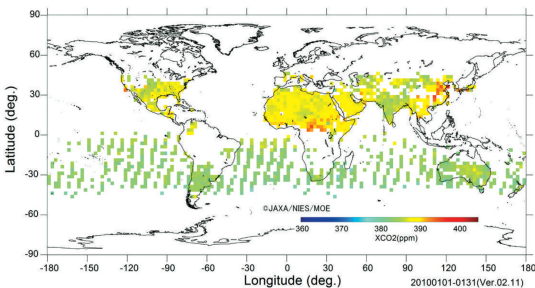 90
60
30
0
-30
-60
-90
Latitude (deg.)
©JAXA/NIES/MOE
360 370 380 390 400
XCO2(ppm)
-180 -150 -120 -90 -60 -30 0 30 60 90 120 150 180
Longitude (deg.)
20100101-0131(Ver.02.11)